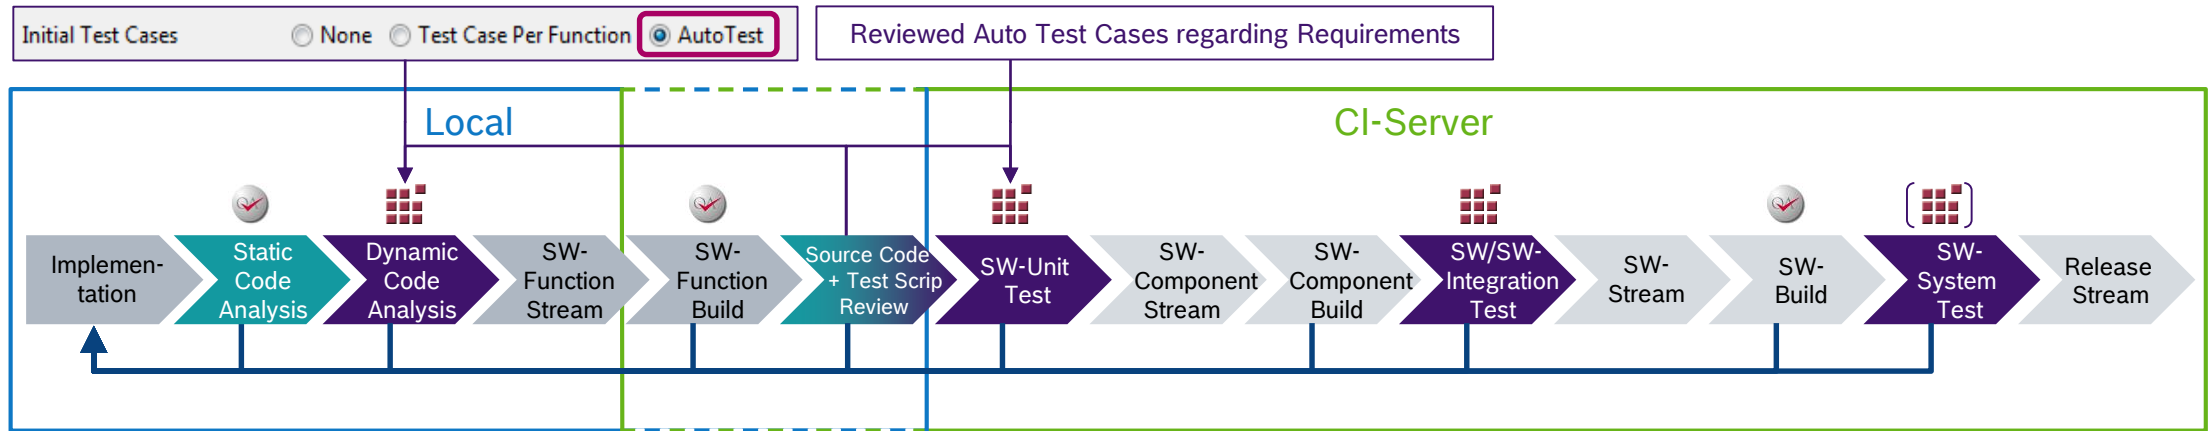 Initial Test Cases None Test Case Per Function AutoTest
Reviewed Auto Test Cases regarding Requirements
Local
CI-Server
QA
QA
QA
Implemen-
tation
Static
Code
Analysis
Dynamic
Code
Analysis
SW-
Function
Stream
SW-
Function
Build
Source Code
+ Test Scrip
Review
SW-Unit
Test
SW-
Component
Stream
SW-
Component
Build
SW/SW-
Integration
Test
SW-
Stream
SW-
Build
SW-
System
Test
Release
Stream